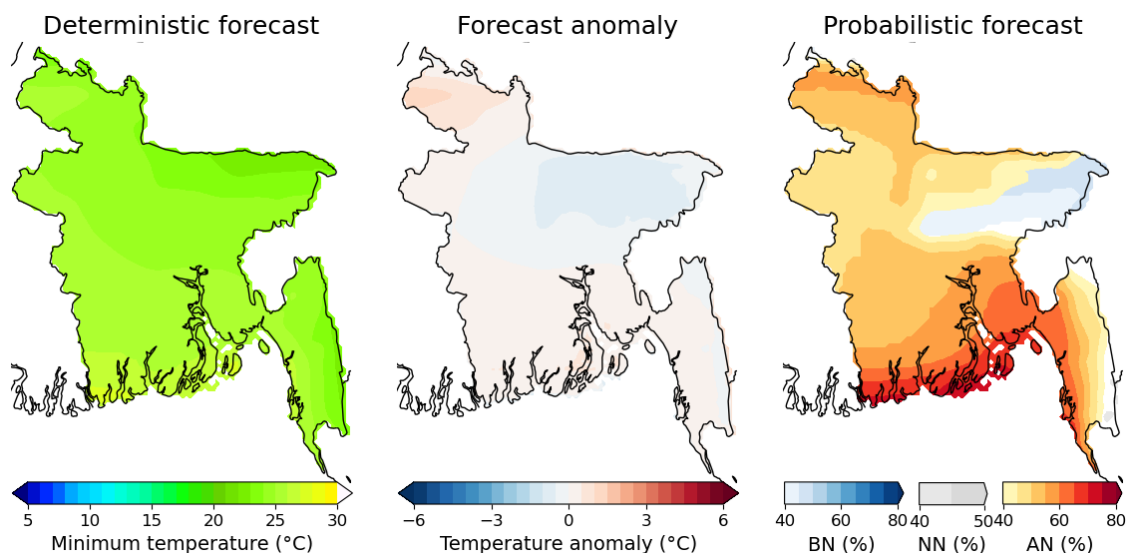 Deterministic forecast
Forecast anomaly
Probabilistic forecast
5 10 15 20 25 30
Minimum temperature (°C)
−6 −3 0 3 6
Temperature anomaly (°C)
40 60 80
BN (%)
40 50
NN (%)
40 60 80
AN (%)